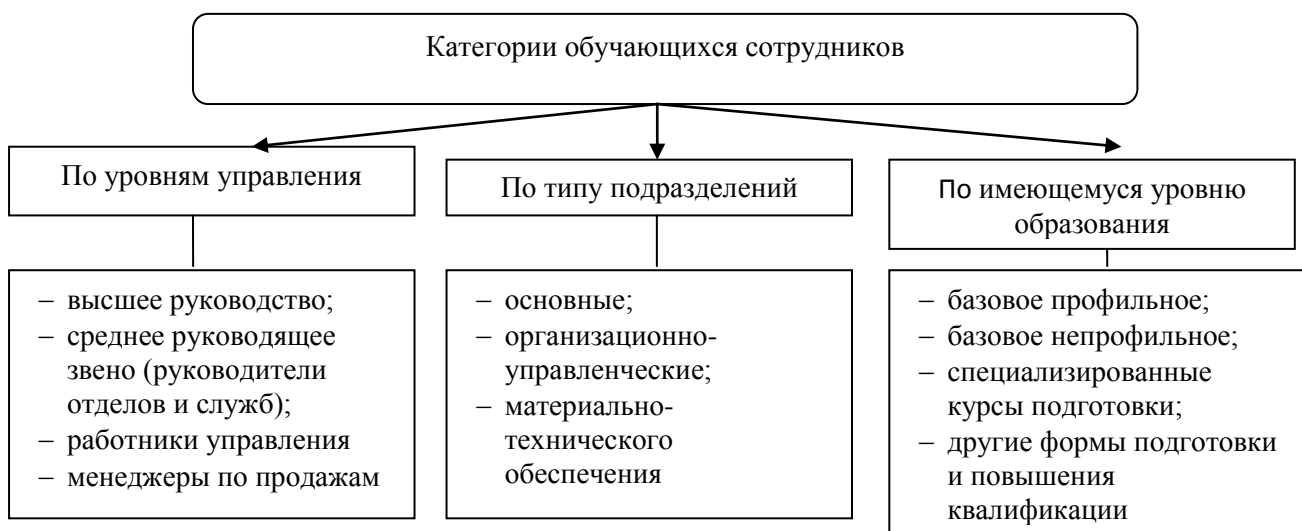 Категории обучающихся сотрудников
По уровням управления
– высшее руководство;
– среднее руководящее
звено (руководители
отделов и служб);
– работники управления
– менеджеры по продажам
По типу подразделений
– основные;
– организационно-
управленческие;
– материально-
технического
обеспечения
По имеющемуся уровню
образования
– базовое профильное;
– базовое непрофильное;
– специализированные
курсы подготовки;
– другие формы подготовки
и повышения
квалификации